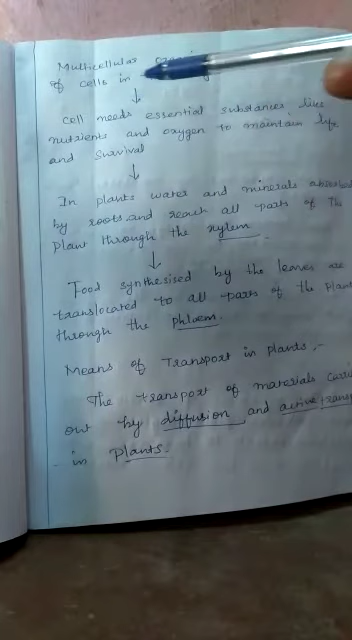 Multicellular
of cells in
cell needs essential substances like
nutrients and oxygen to maintain life
and survival
In plants water and minerals absorbed
by roots and reach all parts of the
plant through the xylem
Food synthesised by the leaves are
translocated to all parts of the plant
through the phloem.
Means of Transport in plants,-
The transport of materials
out by diffusion and active
in plants.